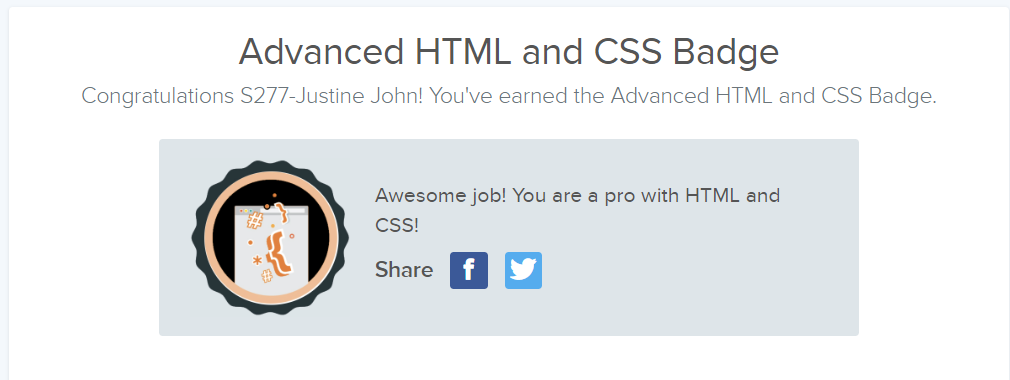 Advanced HTML and CSS Badge
Congratulations S277-Justine John! You've earned the Advanced HTML and CSS Badge.
Awesome job! You are a pro with HTML and
CSS!
Share